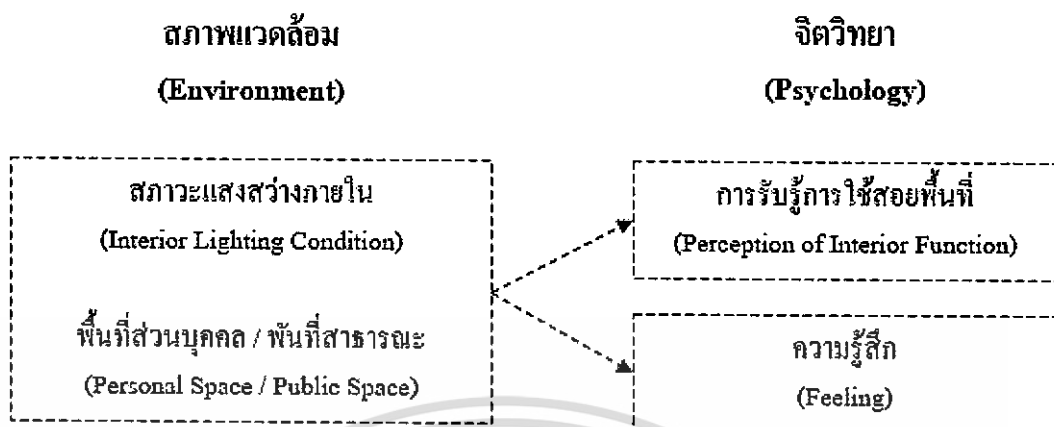 สภาพแวดล้อม
(Environment)
สภาวะแสงสว่างภายใน
(Interior Lighting Condition)
พื้นที่ส่วนบุคคล / พันที่สาธารณะ
(Personal Space / Public Space)
จิตวิทยา
(Psychology)
การรับรู้การใช้สอยพื้นที่
(Perception of Interior Function)
ความรู้สึก
(Feeling)